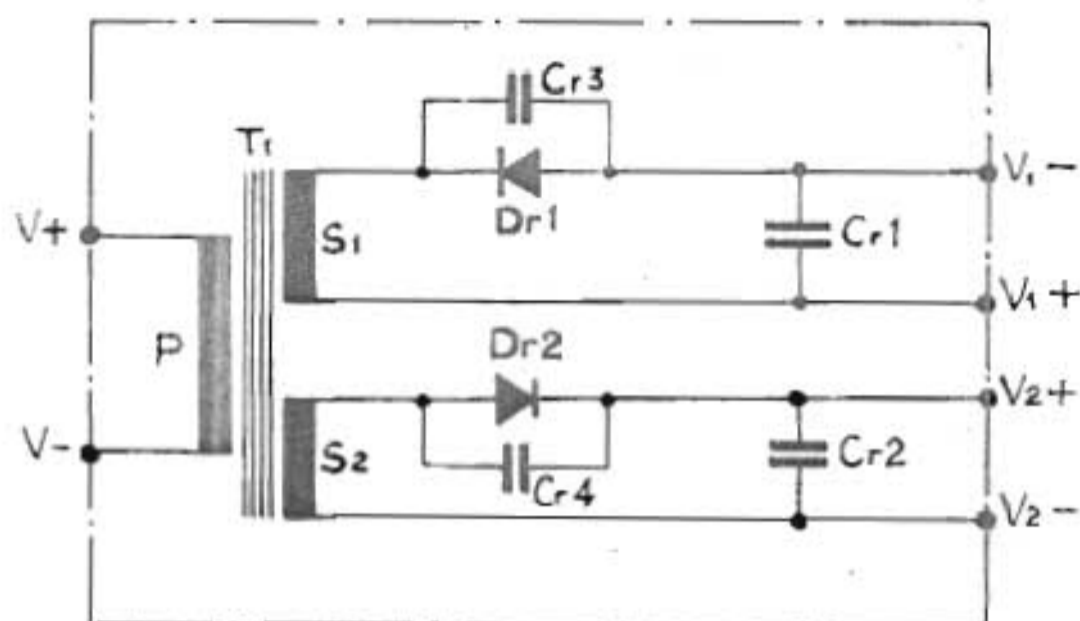 Cr3
T1
V1 -
Dr1
V+
S1
Cr1
V1 +
P
Dr2
V2 +
V-
S2
Cr2
Cr4
V2 -